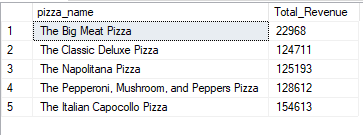 pizza_name Total_Revenue
1 The Big Meat Pizza 22968
2 The Classic Deluxe Pizza 124711
3 The Napolitana Pizza 125193
4 The Pepperoni, Mushroom, and Peppers Pizza 128612
5 The Italian Capocollo Pizza 154613